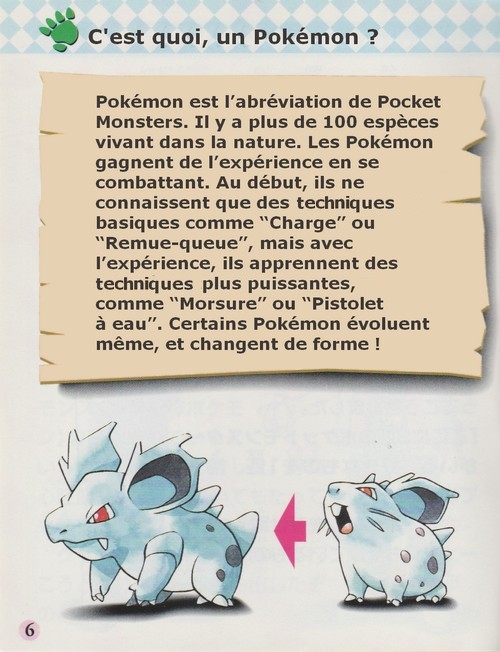 C'est quoi, un Pokémon ?
Pokémon est l’abréviation de Pocket
Monsters. Il y a plus de 100 espèces
vivant dans la nature. Les Pokémon
gagnent de l’expérience en se
combattant. Au début, ils ne
connaissent que des techniques
basiques comme “Charge” ou
“Remue-queue”, mais avec
l’expérience, ils apprennent des
techniques plus puissantes,
comme “Morsure” ou “Pistolet
à eau”. Certains Pokémon évoluent
même, et changent de forme !
6